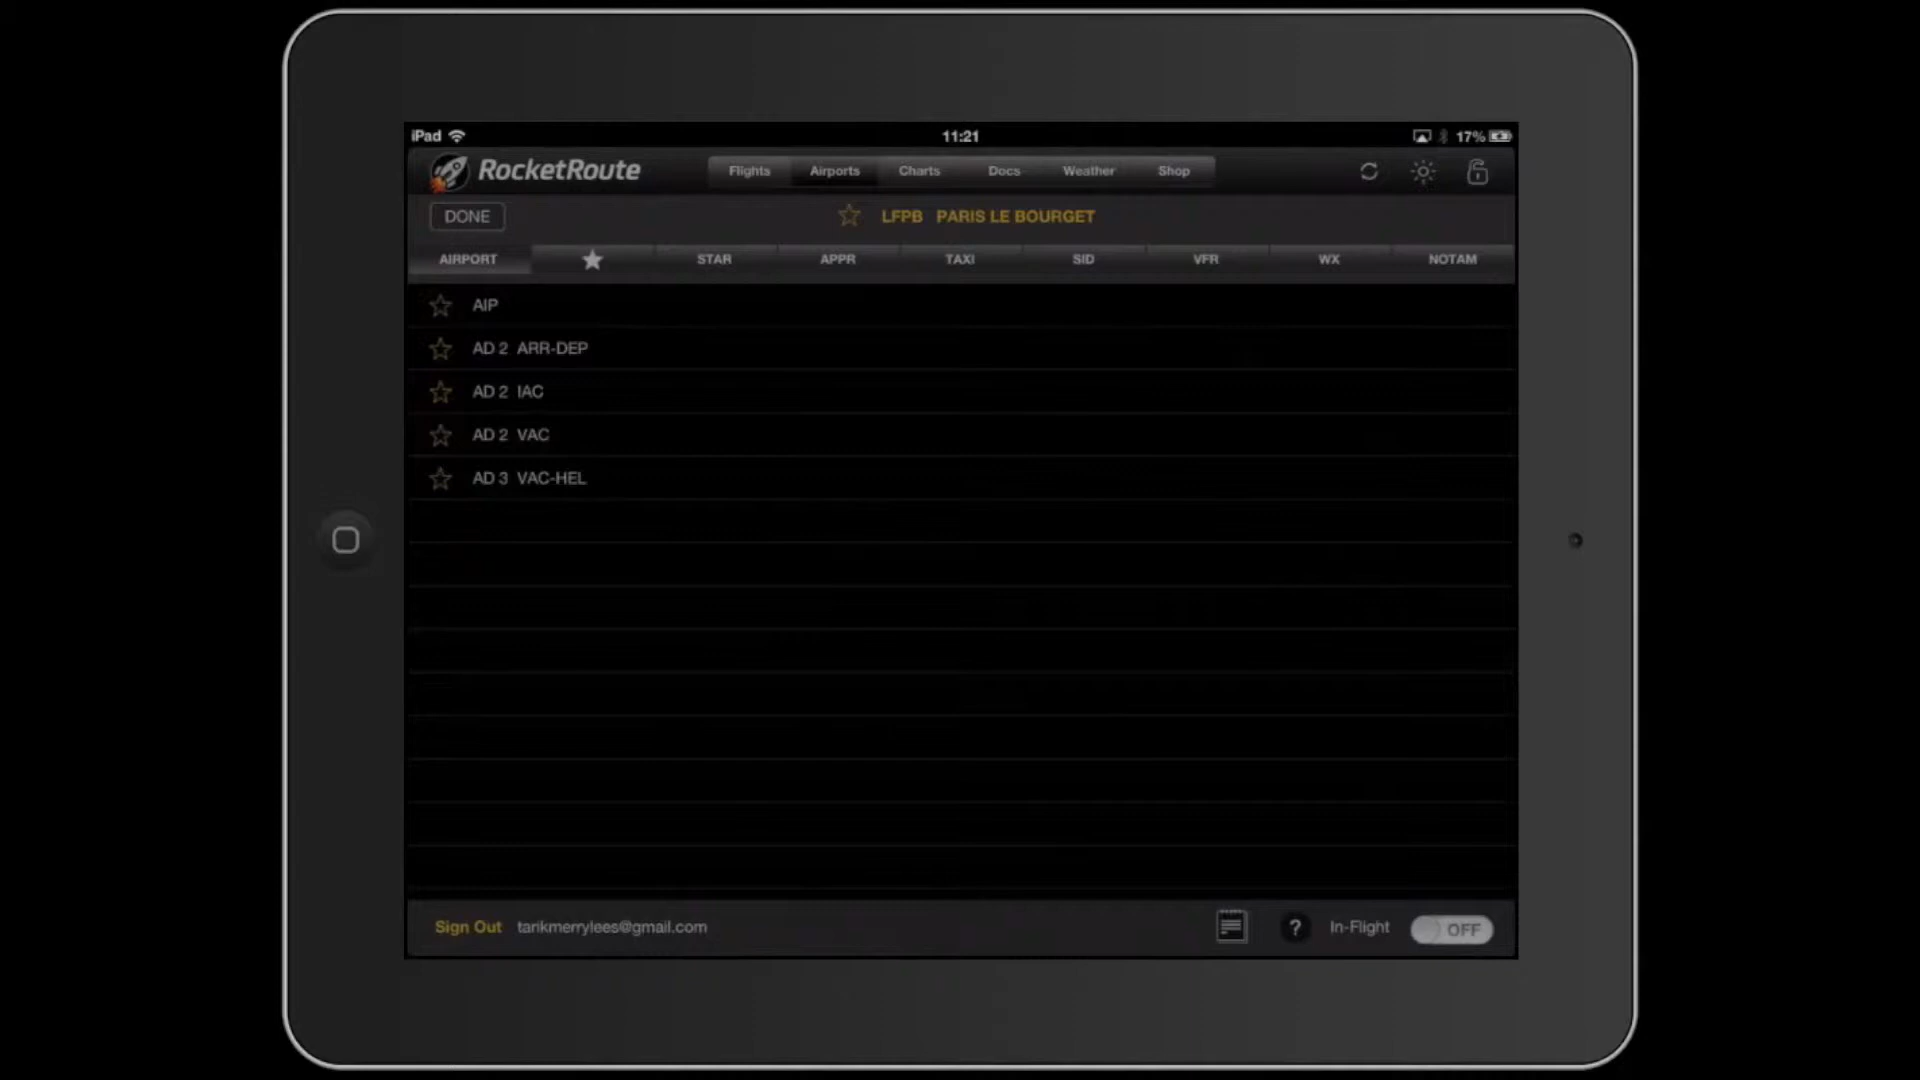 iPad 11:21 17%
RocketRoute Flights Airports Charts Docs Weather Shop
DONE LFPB PARIS LE BOURGET
AIRPORT STAR APPR TAXI SID VFR WX NOTAM
AIP
AD 2 ARR-DEP
AD 2 IAC
AD 2 VAC
AD 3 VAC-HEL
Sign Out tarikmerrylees@gmail.com ? In-Flight OFF